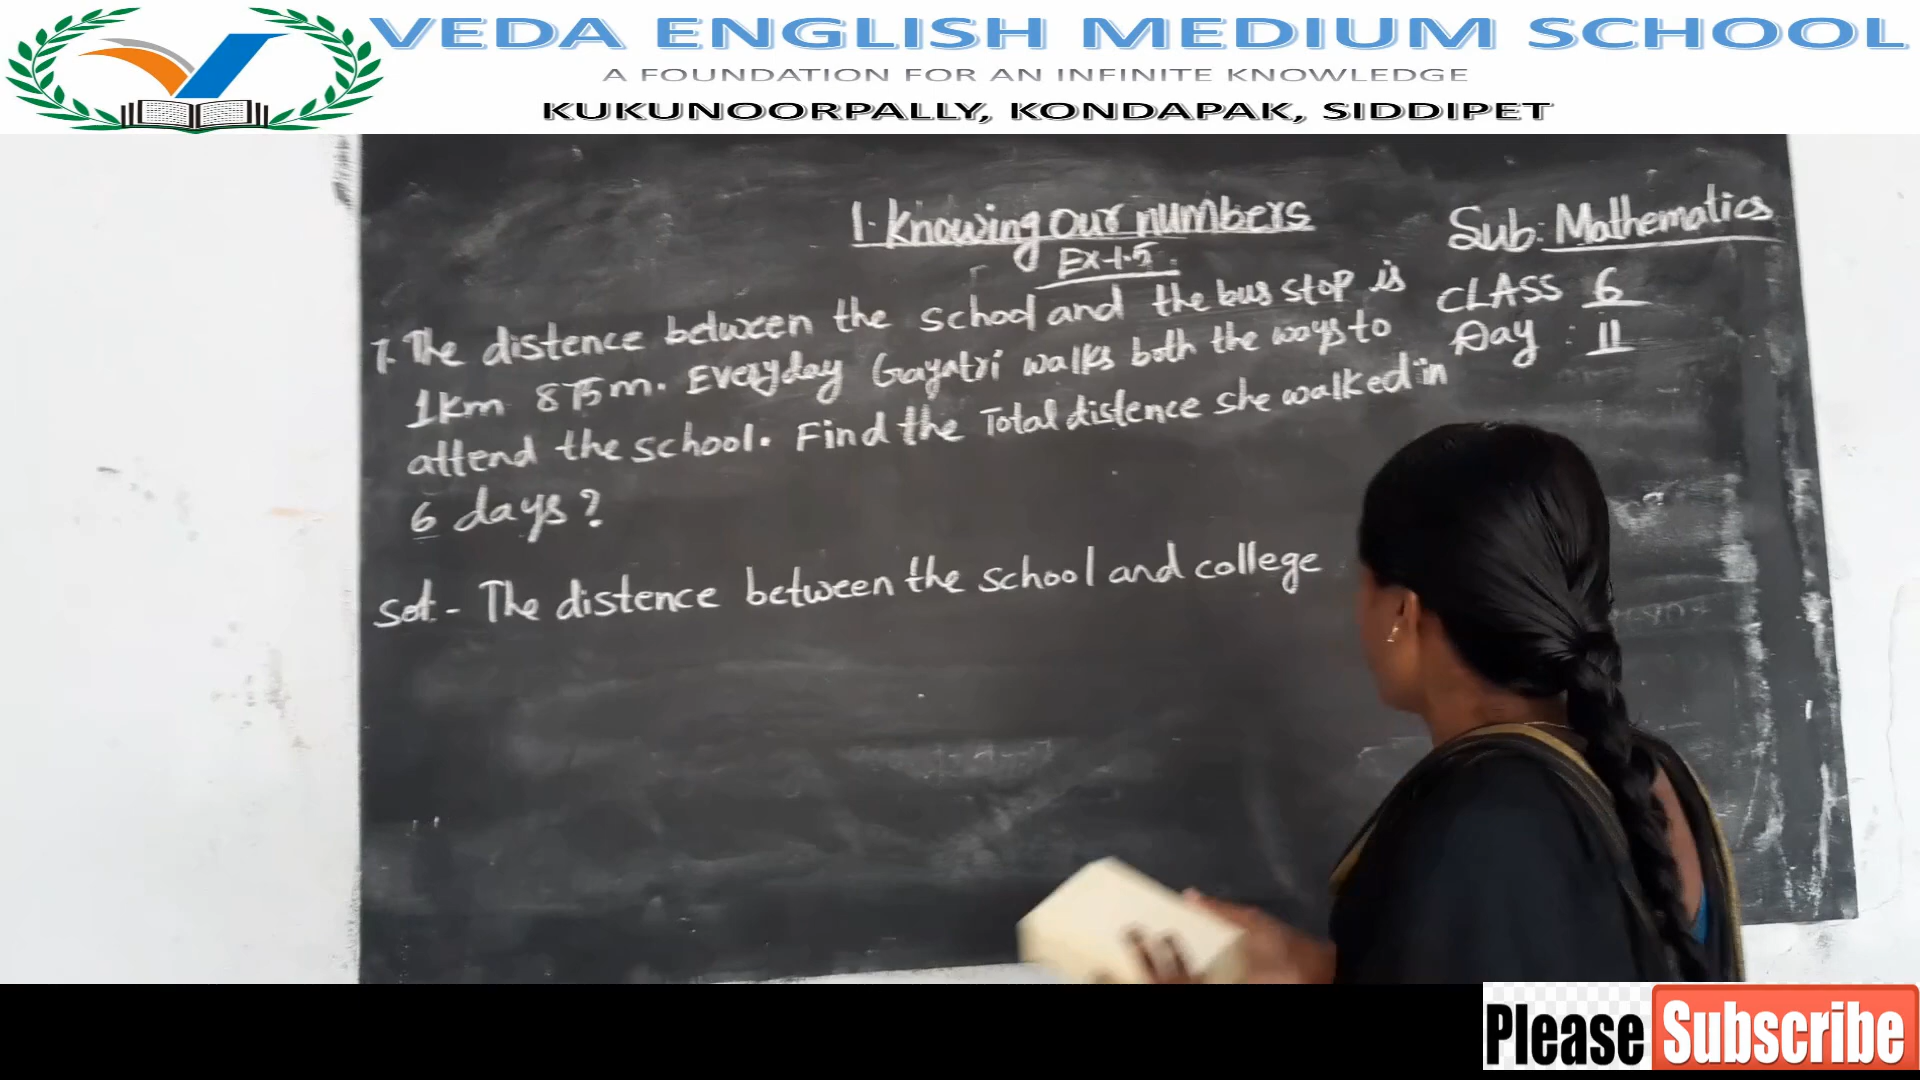 VEDA ENGLISH MEDIUM SCHOOL
A FOUNDATION FOR AN INFINITE KNOWLEDGE
KUKUNOORPALLY, KONDAPAK, SIDDIPET
1. Knowing our numbers
Ex-1.5
Sub: Mathematics
CLASS 6
Day : 11
7. The distence between the school and the bus stop is
1km 875m. Everyday Gayatri walks both the ways to
attend the school. Find the Total distence she walked in
6 days?
Sol:- The distence between the school and college
Please Subscribe